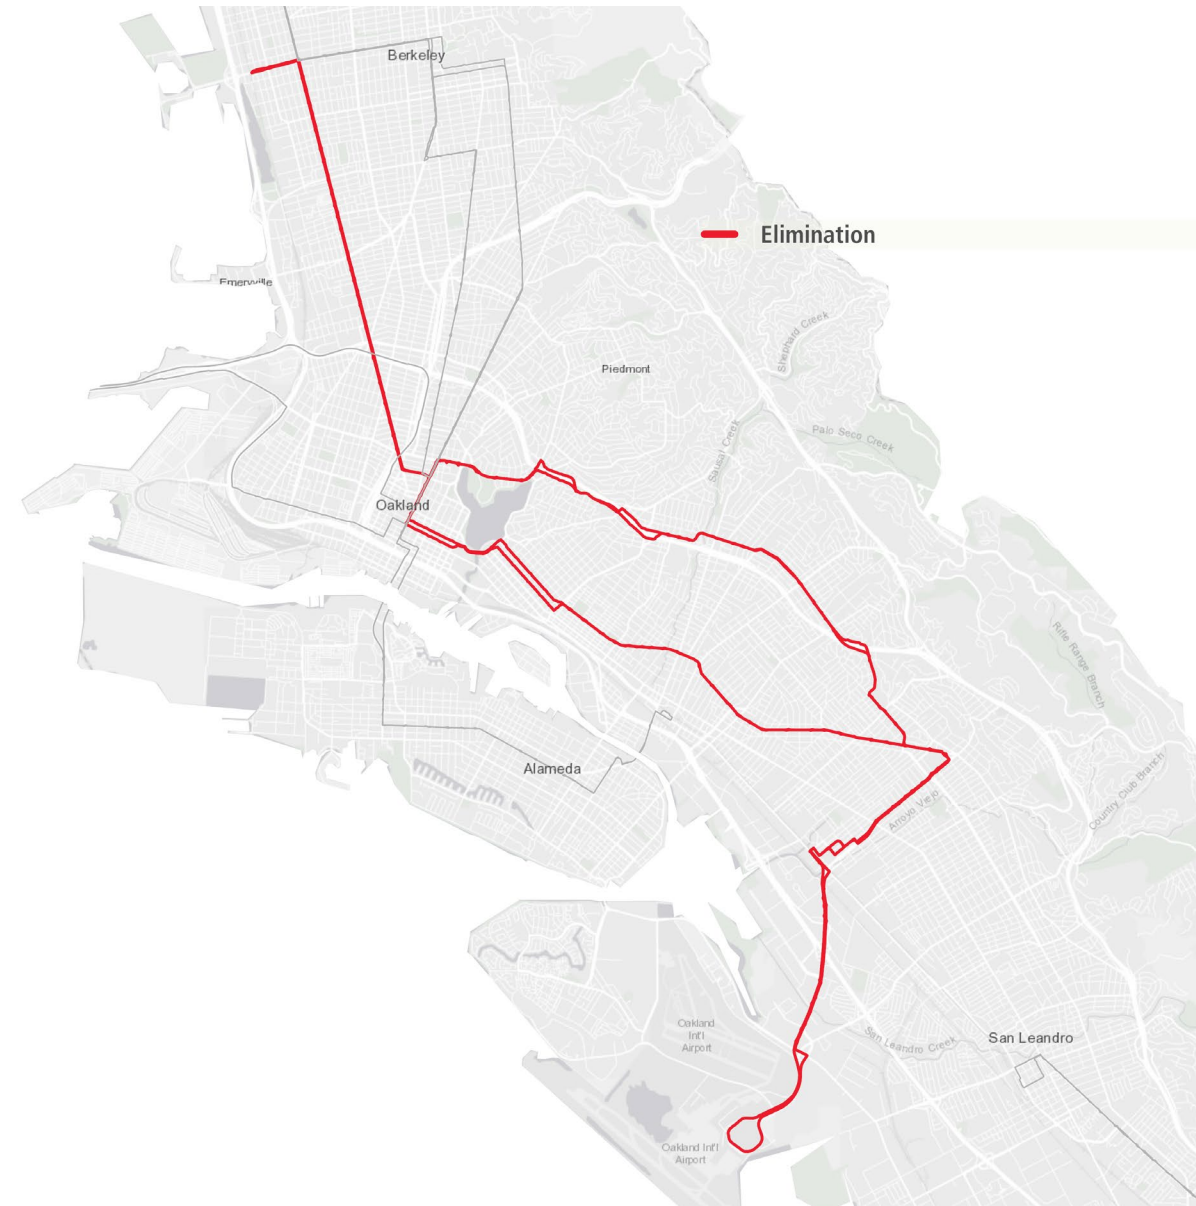 Berkeley
Elimination
Emeryville
Shephard Creek
Piedmont
Palo Seco Creek
Sausal Creek
Oakland
Rifle Range Branch
Alameda
Country Club Branch
Arroyo Viejo
Oakland
Int'l
Airport
San Leandro Creek
San Leandro
Oakland Int'l
Airport